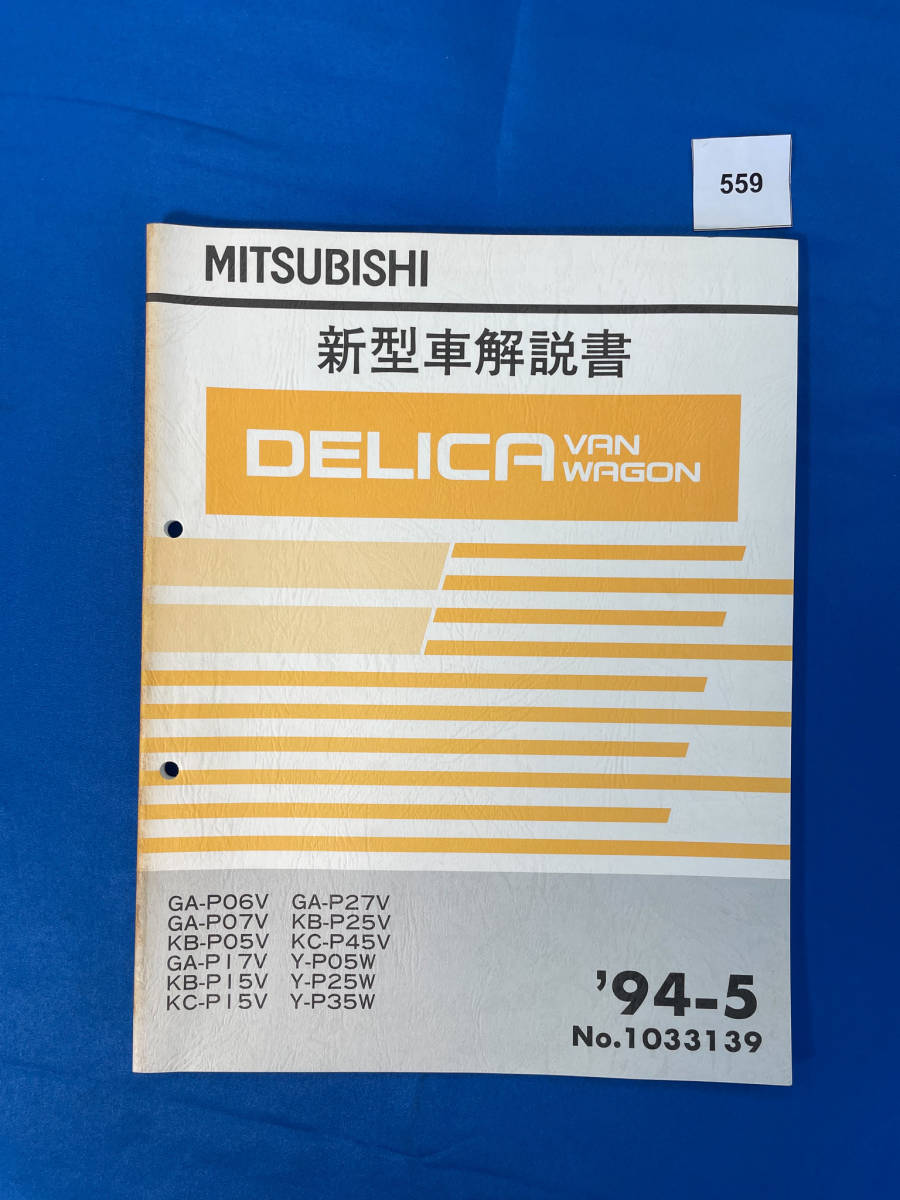 559
MITSUBISHI
新型車解説書
DELICA VAN WAGON
GA-P06V GA-P27V
GA-P07V KB-P25V
KB-P05V KC-P45V
GA-P17V Y-P05W
KB-P15V Y-P25W
KC-P15V Y-P35W
'94-5
No.1033139